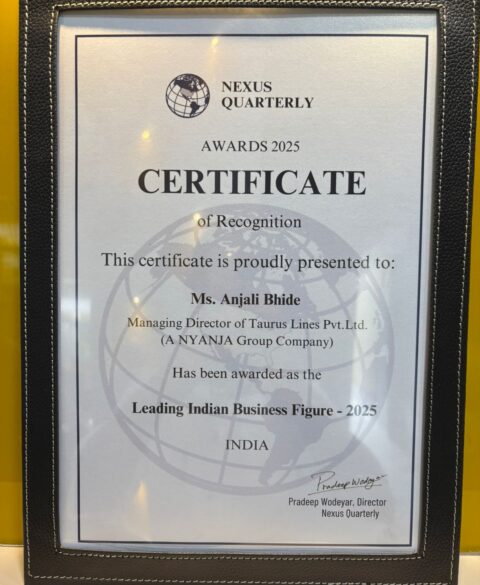 NEXUS
QUARTERLY
AWARDS 2025
CERTIFICATE
of Recognition
This certificate is proudly presented to:
Ms. Anjali Bhide
Managing Director of Taurus Lines Pvt.Ltd.
(A NYANJA Group Company)
Has been awarded as the
Leading Indian Business Figure - 2025
INDIA
Pradeep Wodeyar, Director
Nexus Quarterly